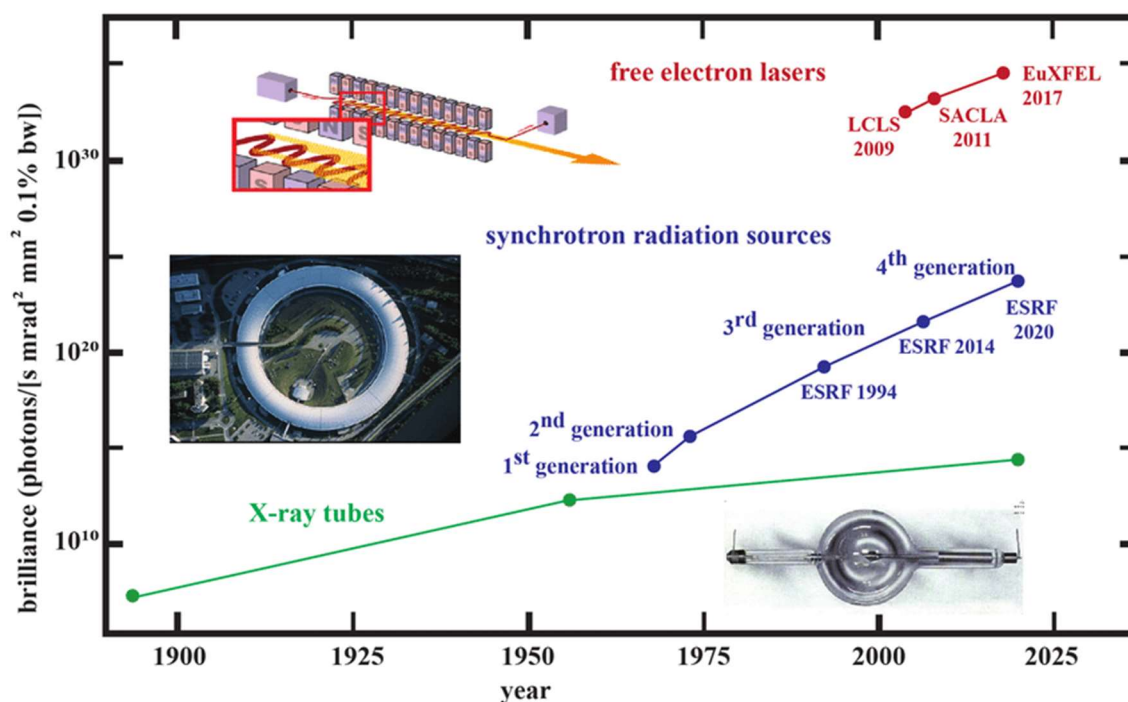 free electron lasers
EuXFEL
2017
SACLA
2011
LCLS
2009
10³⁰
N
S
S
synchrotron radiation sources
4th generation
ESRF
2020
3rd generation
ESRF 2014
10²⁰
ESRF 1994
2nd generation
1st generation
X-ray tubes
10¹⁰
brilliance (photons/[s mrad² mm² 0.1% bw])
1900
1925
1950
1975
2000
2025
year